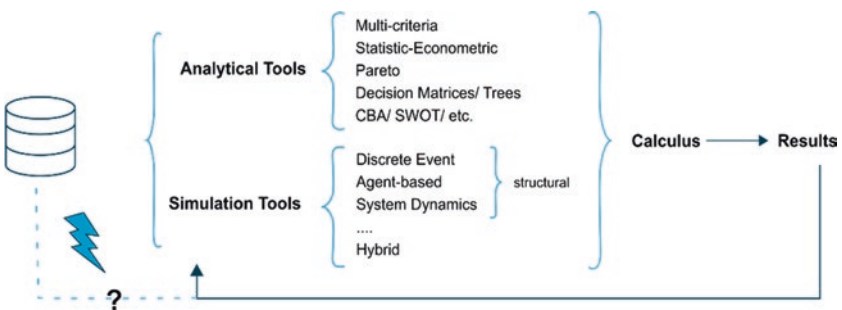 Analytical Tools
Multi-criteria
Statistic-Econometric
Pareto
Decision Matrices/ Trees
CBA/ SWOT/ etc.
Simulation Tools
Discrete Event
Agent-based
System Dynamics
....
Hybrid
structural
Calculus
Results
?